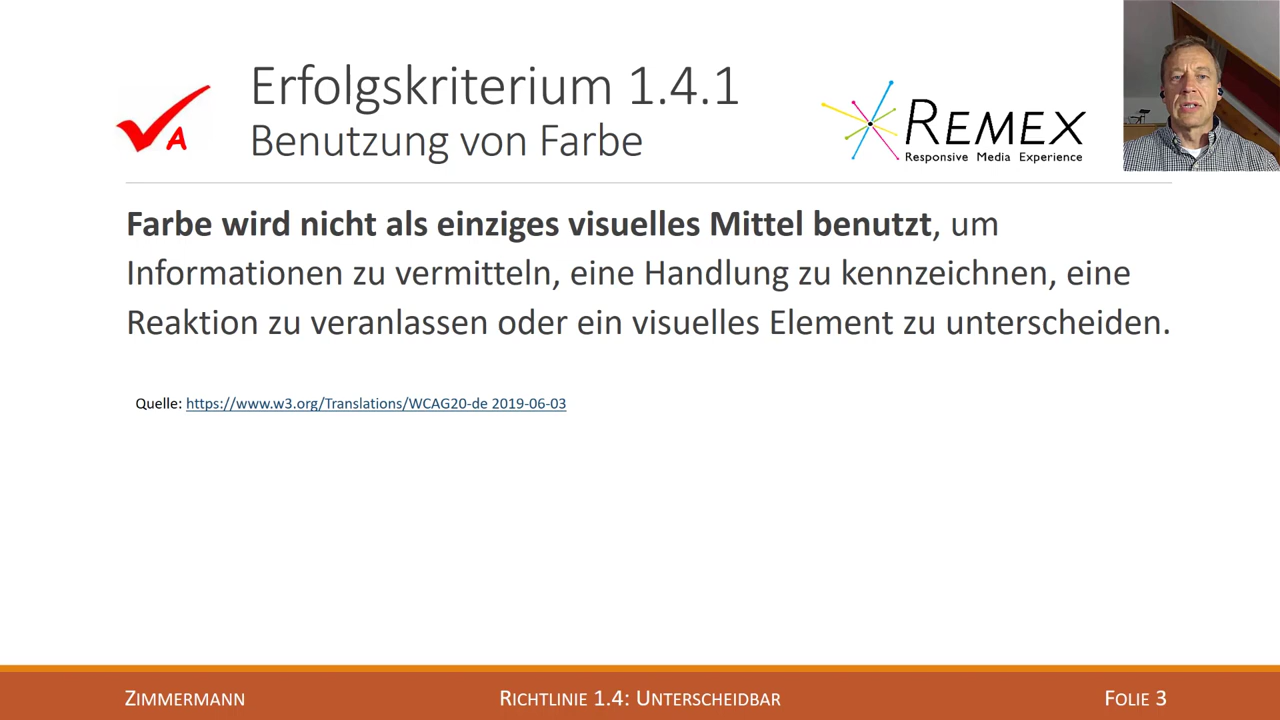 Erfolgskriterium 1.4.1
Benutzung von Farbe
A
REMEX
Responsive Media Experience
Farbe wird nicht als einziges visuelles Mittel benutzt, um
Informationen zu vermitteln, eine Handlung zu kennzeichnen, eine
Reaktion zu veranlassen oder ein visuelles Element zu unterscheiden.
Quelle: https://www.w3.org/Translations/WCAG20-de 2019-06-03
ZIMMERMANN
RICHTLINIE 1.4: UNTERSCHEIDBAR
FOLIE 3